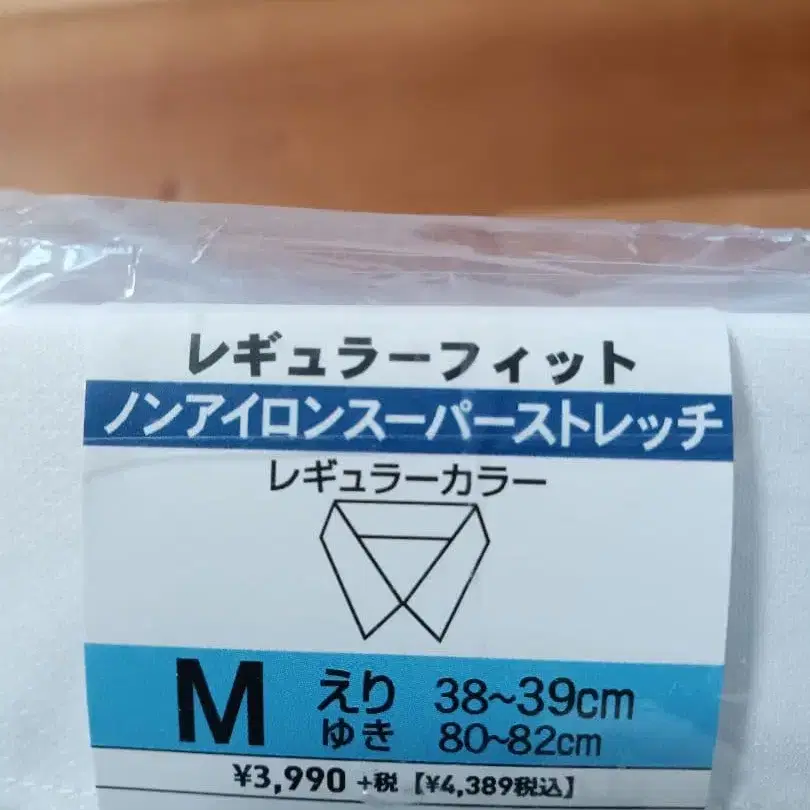 レギュラーフィット
ノンアイロンスーパーストレッチ
レギュラーカラー
M えり 38~39cm
ゆき 80~82cm
¥3,990 +税【¥4,389税込】